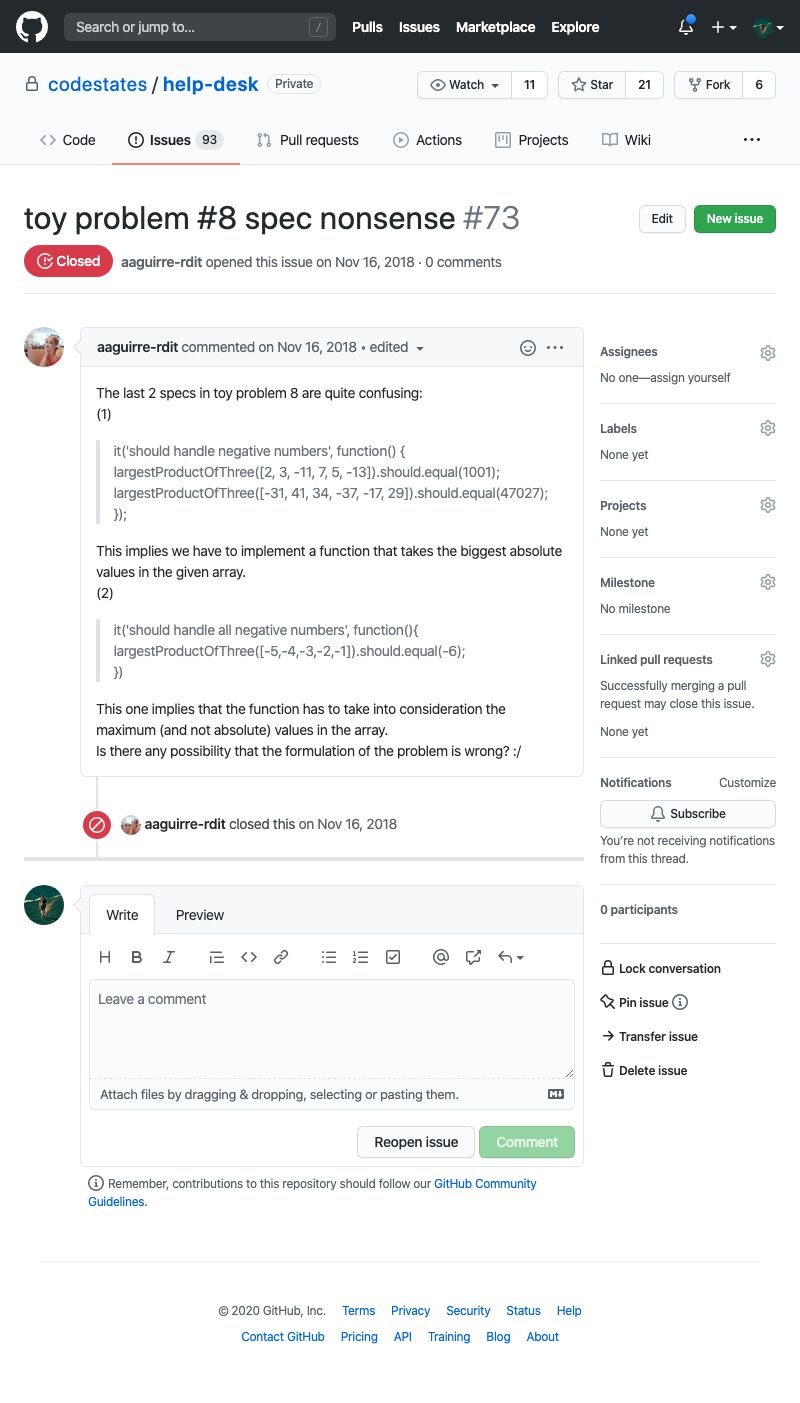 Search or jump to... /
Pulls Issues Marketplace Explore
codestates / help-desk Private
Watch 11 Star 21 Fork 6
Code Issues 93 Pull requests Actions Projects Wiki ...
toy problem #8 spec nonsense #73
Edit New issue
Closed aaguirre-rdit opened this issue on Nov 16, 2018 · 0 comments
aaguirre-rdit commented on Nov 16, 2018 • edited
The last 2 specs in toy problem 8 are quite confusing:
(1)
it('should handle negative numbers', function() {
largestProductOfThree([2, 3, -11, 7, 5, -13]).should.equal(1001);
largestProductOfThree([-31, 41, 34, -37, -17, 29]).should.equal(47027);
});
This implies we have to implement a function that takes the biggest absolute
values in the given array.
(2)
it('should handle all negative numbers', function(){
largestProductOfThree([-5,-4,-3,-2,-1]).should.equal(-6);
})
This one implies that the function has to take into consideration the
maximum (and not absolute) values in the array.
Is there any possibility that the formulation of the problem is wrong? :/
aaguirre-rdit closed this on Nov 16, 2018
Assignees
No one—assign yourself
Labels
None yet
Projects
None yet
Milestone
No milestone
Linked pull requests
Successfully merging a pull
request may close this issue.
None yet
Notifications Customize
Subscribe
You're not receiving notifications
from this thread.
0 participants
Lock conversation
Pin issue
Transfer issue
Delete issue
Write Preview
H B I
Leave a comment
Attach files by dragging & dropping, selecting or pasting them.
Reopen issue Comment
Remember, contributions to this repository should follow our GitHub Community
Guidelines.
© 2020 GitHub, Inc. Terms Privacy Security Status Help
Contact GitHub Pricing API Training Blog About